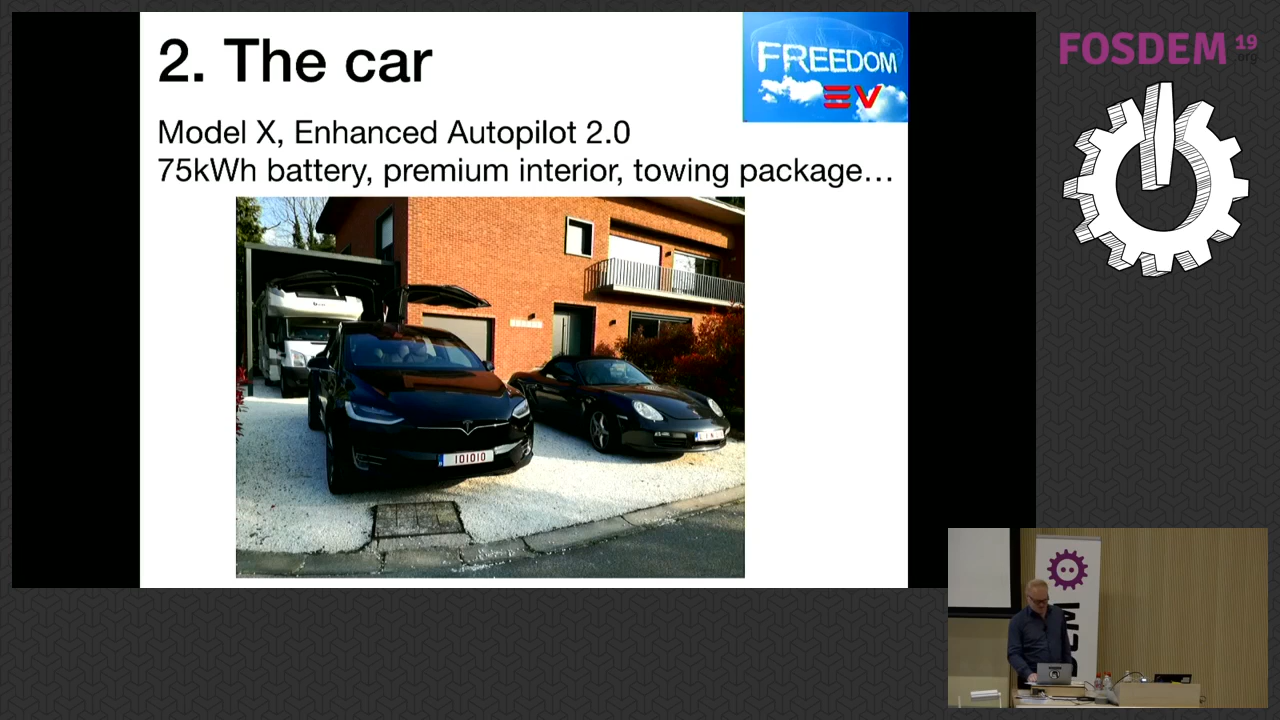 2. The car
FREEDOM
EV
Model X, Enhanced Autopilot 2.0
75kWh battery, premium interior, towing package…
101010
FOSDEM 19
.org